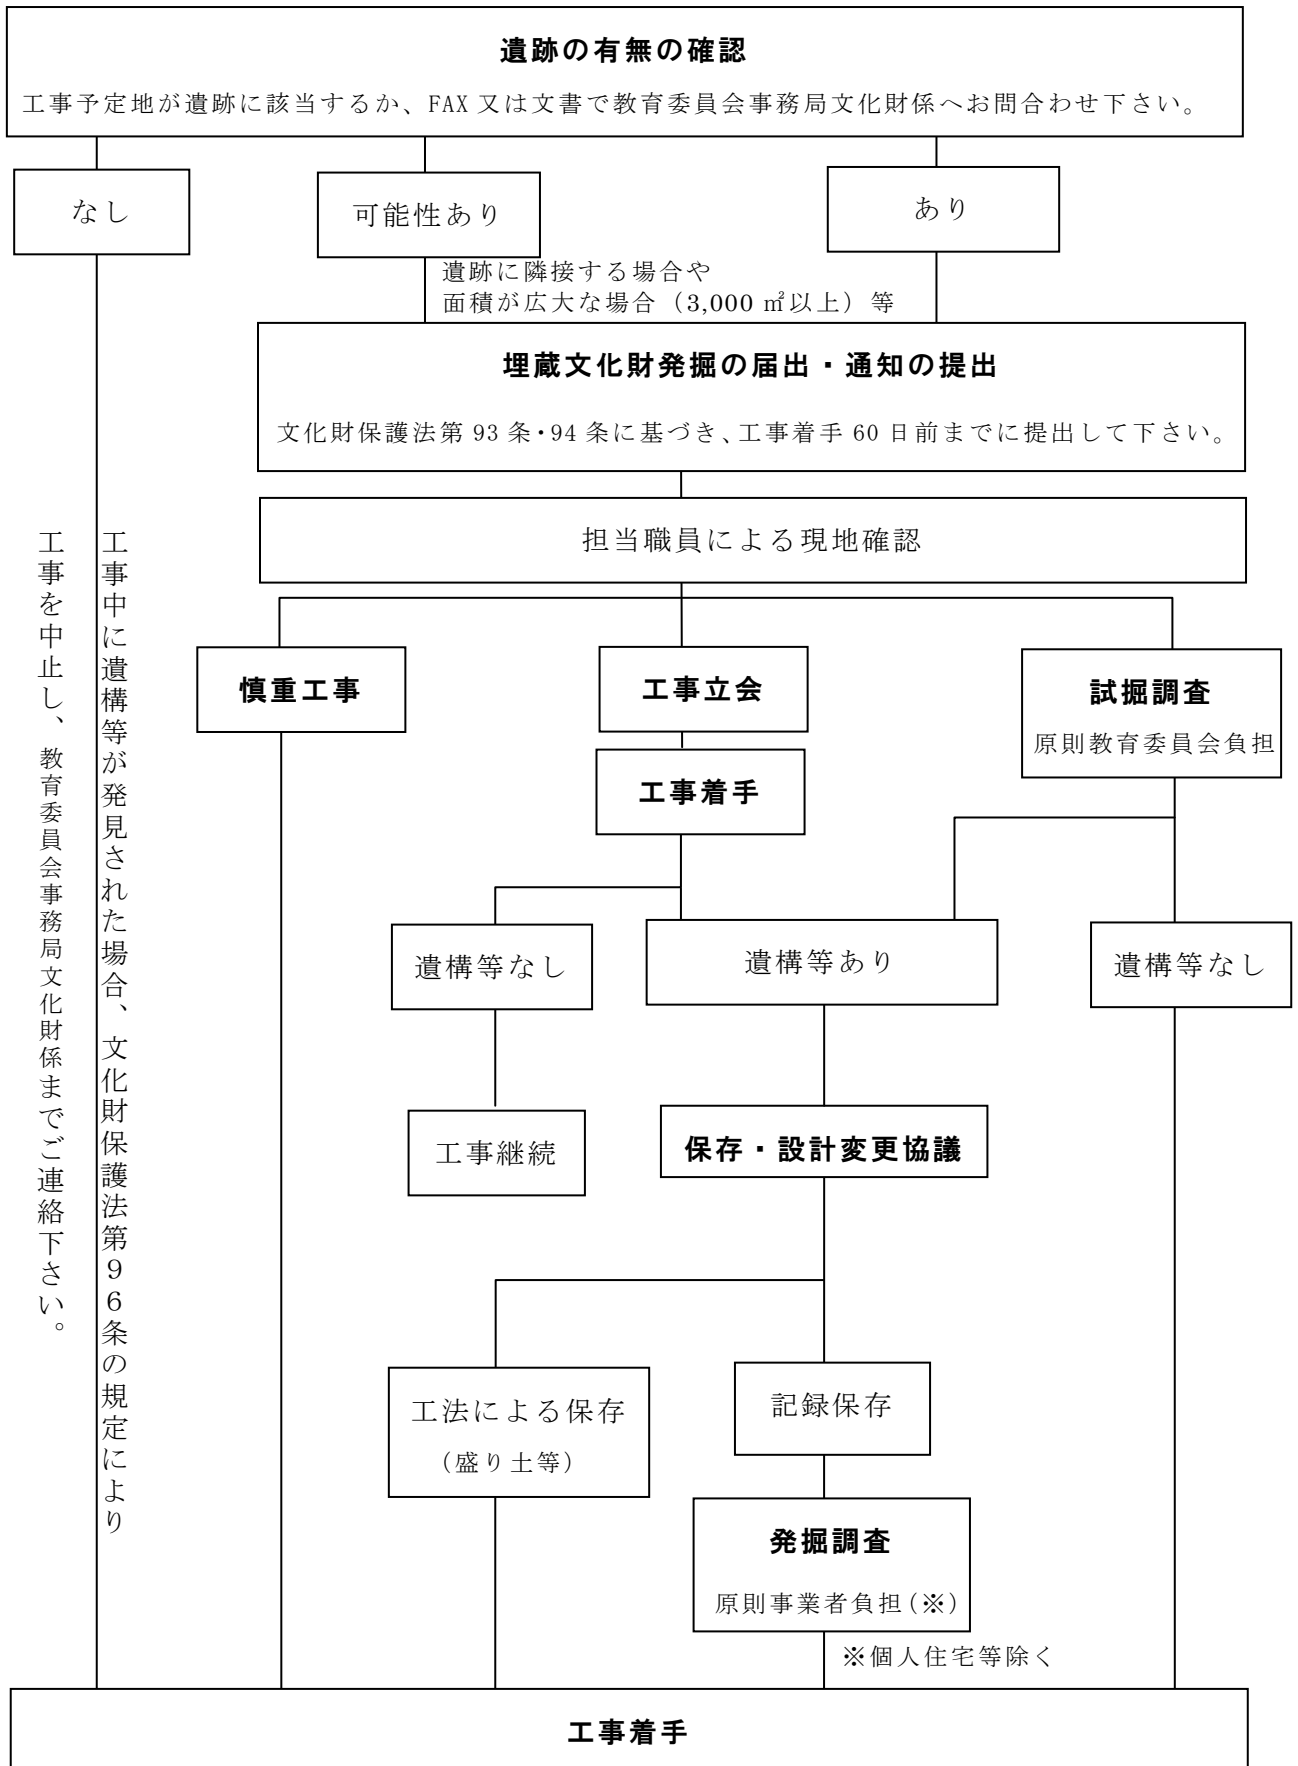 遺跡の有無の確認
工事予定地が遺跡に該当するか、FAX又は文書で教育委員会事務局文化財係へお問合わせ下さい。
なし
可能性あり
あり
遺跡に隣接する場合や
面積が広大な場合（3,000 ㎡以上）等
埋蔵文化財発掘の届出・通知の提出
文化財保護法第 93 条・94 条に基づき、工事着手 60 日前までに提出して下さい。
担当職員による現地確認
工事中に遺構等が発見された場合、文化財保護法第９６条の規定により
工事を中止し、教育委員会事務局文化財係までご連絡下さい。
慎重工事
工事立会
試掘調査
原則教育委員会負担
工事着手
遺構等なし
遺構等あり
遺構等なし
工事継続
保存・設計変更協議
工法による保存
（盛り土等）
記録保存
発掘調査
原則事業者負担（※）
※個人住宅等除く
工事着手